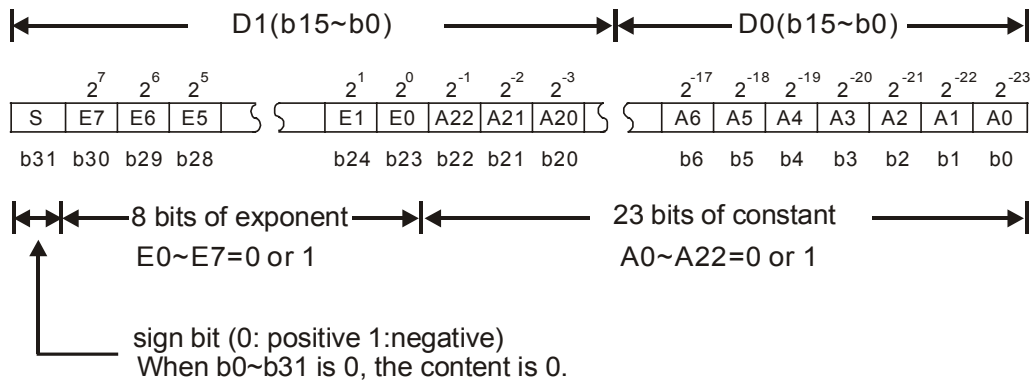 D1(b15~b0) D0(b15~b0)
2^7 2^6 2^5 2^1 2^0 2^-1 2^-2 2^-3 2^-17 2^-18 2^-19 2^-20 2^-21 2^-22 2^-23
S E7 E6 E5 E1 E0 A22 A21 A20 A6 A5 A4 A3 A2 A1 A0
b31 b30 b29 b28 b24 b23 b22 b21 b20 b6 b5 b4 b3 b2 b1 b0
8 bits of exponent 23 bits of constant
E0~E7=0 or 1 A0~A22=0 or 1
sign bit (0: positive 1:negative)
When b0~b31 is 0, the content is 0.